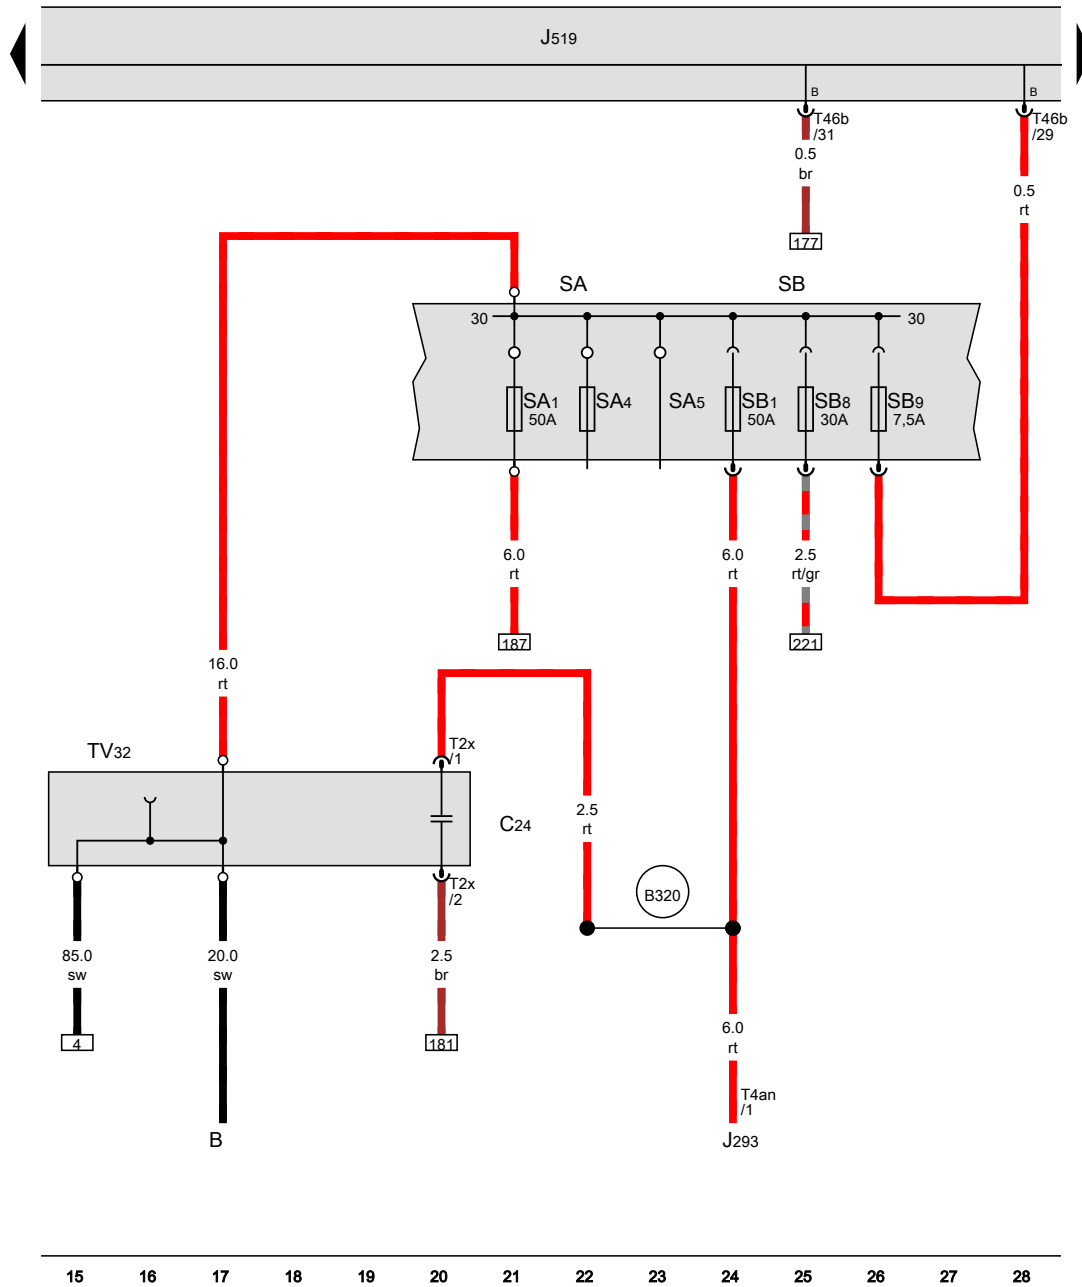 J519
B
B
T46b
/31
T46b
/29
0.5
br
0.5
rt
177
SA
SB
30
30
SA1
50A
SA4
SA5
SB1
50A
SB8
30A
SB9
7,5A
6.0
rt
6.0
rt
2.5
rt/gr
187
221
16.0
rt
TV32
T2x
/1
C24
2.5
rt
B320
T2x
/2
85.0
sw
20.0
sw
2.5
br
4
181
6.0
rt
T4an
/1
B
J293
15 16 17 18 19 20 21 22 23 24 25 26 27 28